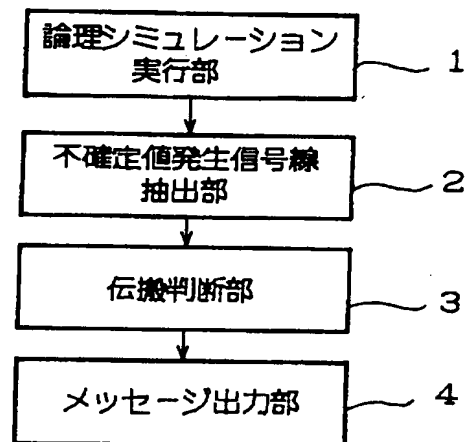 論理シミュレーション
実行部
1
不確定値発生信号線
抽出部
2
伝搬判断部
3
メッセージ出力部
4